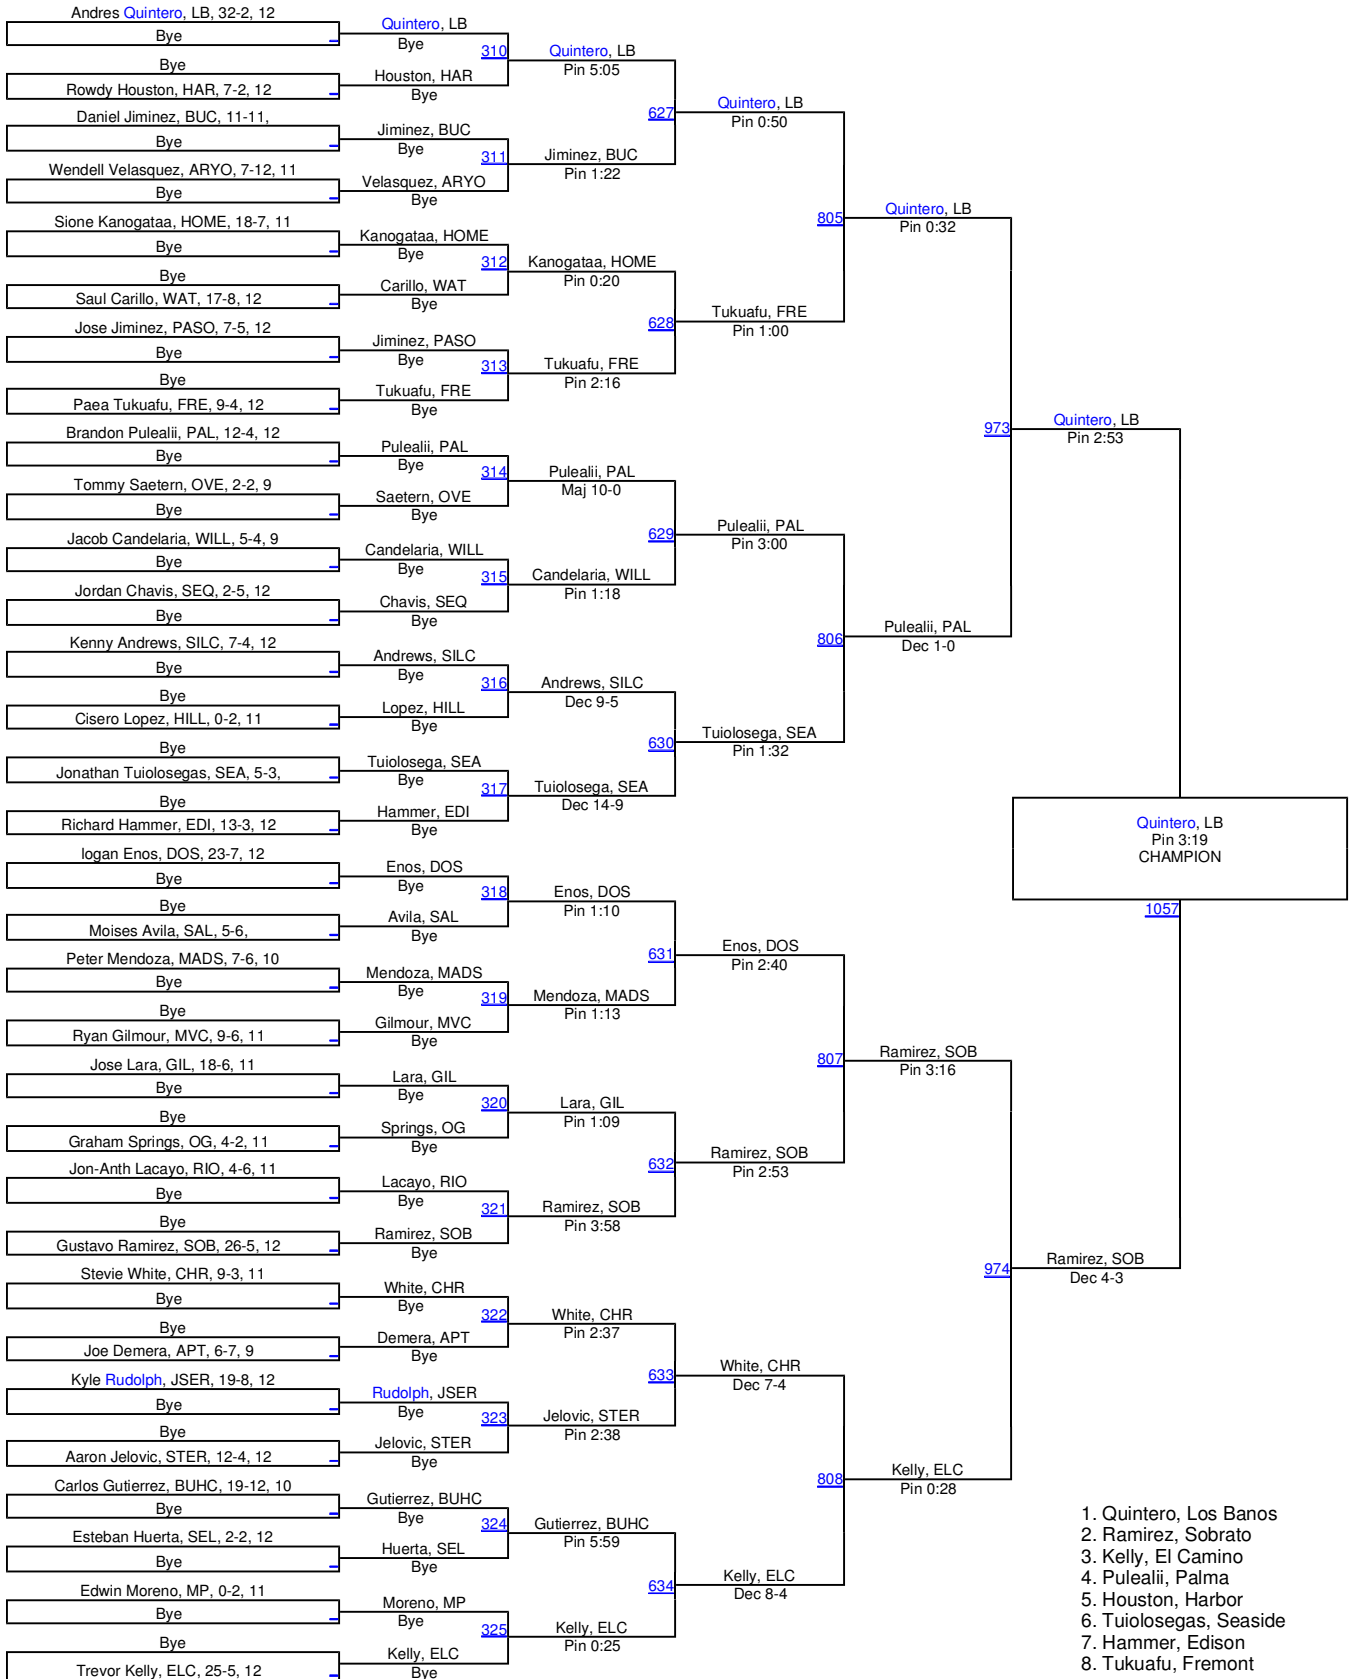 Andres Quintero, LB, 32-2, 12
Bye
Bye
Rowdy Houston, HAR, 7-2, 12
Daniel Jiminez, BUC, 11-11,
Bye
Wendell Velasquez, ARYO, 7-12, 11
Bye
Sione Kanogataa, HOME, 18-7, 11
Bye
Bye
Saul Carillo, WAT, 17-8, 12
Jose Jiminez, PASO, 7-5, 12
Bye
Bye
Paea Tukuafu, FRE, 9-4, 12
Brandon Pulealii, PAL, 12-4, 12
Bye
Tommy Saetern, OVE, 2-2, 9
Bye
Jacob Candelaria, WILL, 5-4, 9
Bye
Jordan Chavis, SEQ, 2-5, 12
Bye
Kenny Andrews, SILC, 7-4, 12
Bye
Bye
Cisero Lopez, HILL, 0-2, 11
Bye
Jonathan Tuiolosegas, SEA, 5-3,
Bye
Richard Hammer, EDI, 13-3, 12
logan Enos, DOS, 23-7, 12
Bye
Bye
Moises Avila, SAL, 5-6,
Peter Mendoza, MADS, 7-6, 10
Bye
Bye
Ryan Gilmour, MVC, 9-6, 11
Jose Lara, GIL, 18-6, 11
Bye
Bye
Graham Springs, OG, 4-2, 11
Jon-Anth Lacayo, RIO, 4-6, 11
Bye
Bye
Gustavo Ramirez, SOB, 26-5, 12
Stevie White, CHR, 9-3, 11
Bye
Bye
Joe Demera, APT, 6-7, 9
Kyle Rudolph, JSER, 19-8, 12
Bye
Bye
Aaron Jelovic, STER, 12-4, 12
Carlos Gutierrez, BUHC, 19-12, 10
Bye
Esteban Huerta, SEL, 2-2, 12
Bye
Edwin Moreno, MP, 0-2, 11
Bye
Bye
Trevor Kelly, ELC, 25-5, 12
Quintero, LB
Bye
310
Houston, HAR
Bye
Jiminez, BUC
Bye
311
Velasquez, ARYO
Bye
Kanogataa, HOME
Bye
312
Carillo, WAT
Bye
Jiminez, PASO
Bye
313
Tukuafu, FRE
Bye
Pulealii, PAL
Bye
314
Saetern, OVE
Bye
Candelaria, WILL
Bye
315
Chavis, SEQ
Bye
Andrews, SILC
Bye
316
Lopez, HILL
Bye
Tuiolosega, SEA
Bye
317
Hammer, EDI
Bye
Enos, DOS
Bye
318
Avila, SAL
Bye
Mendoza, MADS
Bye
319
Gilmour, MVC
Bye
Lara, GIL
Bye
320
Springs, OG
Bye
Lacayo, RIO
Bye
321
Ramirez, SOB
Bye
White, CHR
Bye
322
Demera, APT
Bye
Rudolph, JSER
Bye
323
Jelovic, STER
Bye
Gutierrez, BUHC
Bye
324
Huerta, SEL
Bye
Moreno, MP
Bye
325
Kelly, ELC
Bye
Quintero, LB
Pin 5:05
627
Jiminez, BUC
Pin 1:22
Kanogataa, HOME
Pin 0:20
628
Tukuafu, FRE
Pin 2:16
Pulealii, PAL
Maj 10-0
629
Candelaria, WILL
Pin 1:18
Andrews, SILC
Dec 9-5
630
Tuiolosega, SEA
Dec 14-9
Enos, DOS
Pin 1:10
631
Mendoza, MADS
Pin 1:13
Lara, GIL
Pin 1:09
632
Ramirez, SOB
Pin 3:58
White, CHR
Pin 2:37
633
Jelovic, STER
Pin 2:38
Gutierrez, BUHC
Pin 5:59
634
Kelly, ELC
Pin 0:25
Quintero, LB
Pin 0:50
805
Tukuafu, FRE
Pin 1:00
Pulealii, PAL
Pin 3:00
806
Tuiolosega, SEA
Pin 1:32
Enos, DOS
Pin 2:40
807
Ramirez, SOB
Pin 2:53
White, CHR
Dec 7-4
808
Kelly, ELC
Dec 8-4
Quintero, LB
Pin 0:32
973
Pulealii, PAL
Dec 1-0
Ramirez, SOB
Pin 3:16
974
Kelly, ELC
Pin 0:28
Quintero, LB
Pin 2:53
Quintero, LB
Pin 3:19
CHAMPION
1057
Ramirez, SOB
Dec 4-3
1. Quintero, Los Banos
2. Ramirez, Sobrato
3. Kelly, El Camino
4. Pulealii, Palma
5. Houston, Harbor
6. Tuiolosegas, Seaside
7. Hammer, Edison
8. Tukuafu, Fremont